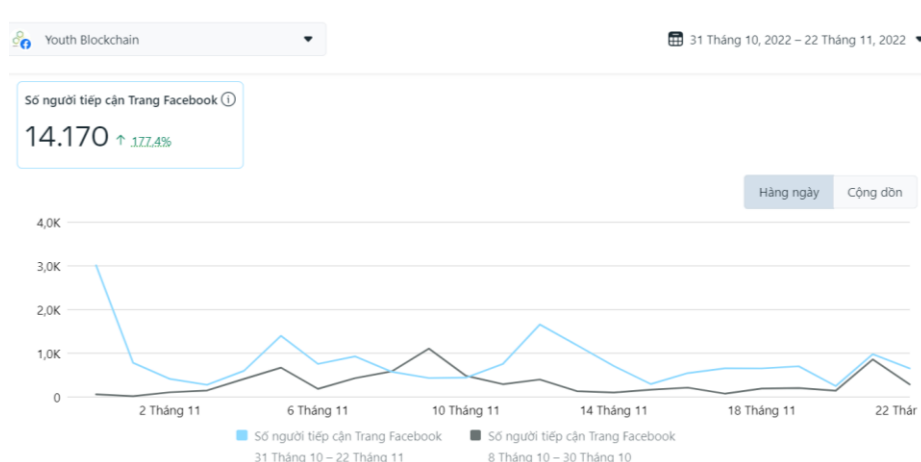 Youth Blockchain
31 Tháng 10, 2022 – 22 Tháng 11, 2022
Số người tiếp cận Trang Facebook
14.170 ↑ 177.4%
Hàng ngày Cộng dồn
4,0K
3,0K
2,0K
1,0K
0
2 Tháng 11 6 Tháng 11 10 Tháng 11 14 Tháng 11 18 Tháng 11 22 Thár
Số người tiếp cận Trang Facebook Số người tiếp cận Trang Facebook
31 Tháng 10 – 22 Tháng 11 8 Tháng 10 – 30 Tháng 10